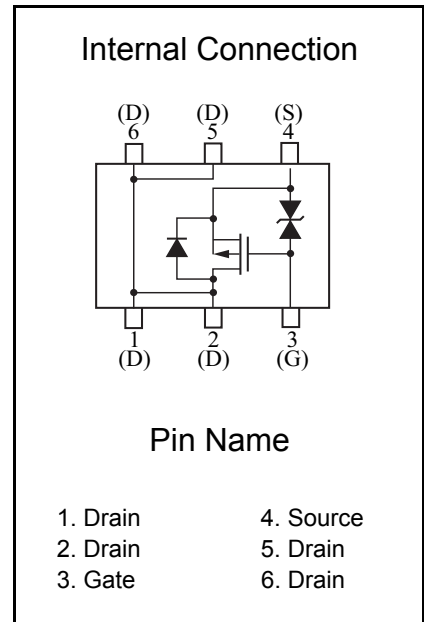 Internal Connection
(D) (D) (S)
6 5 4
1 2 3
(D) (D) (G)
Pin Name
1. Drain 4. Source
2. Drain 5. Drain
3. Gate 6. Drain